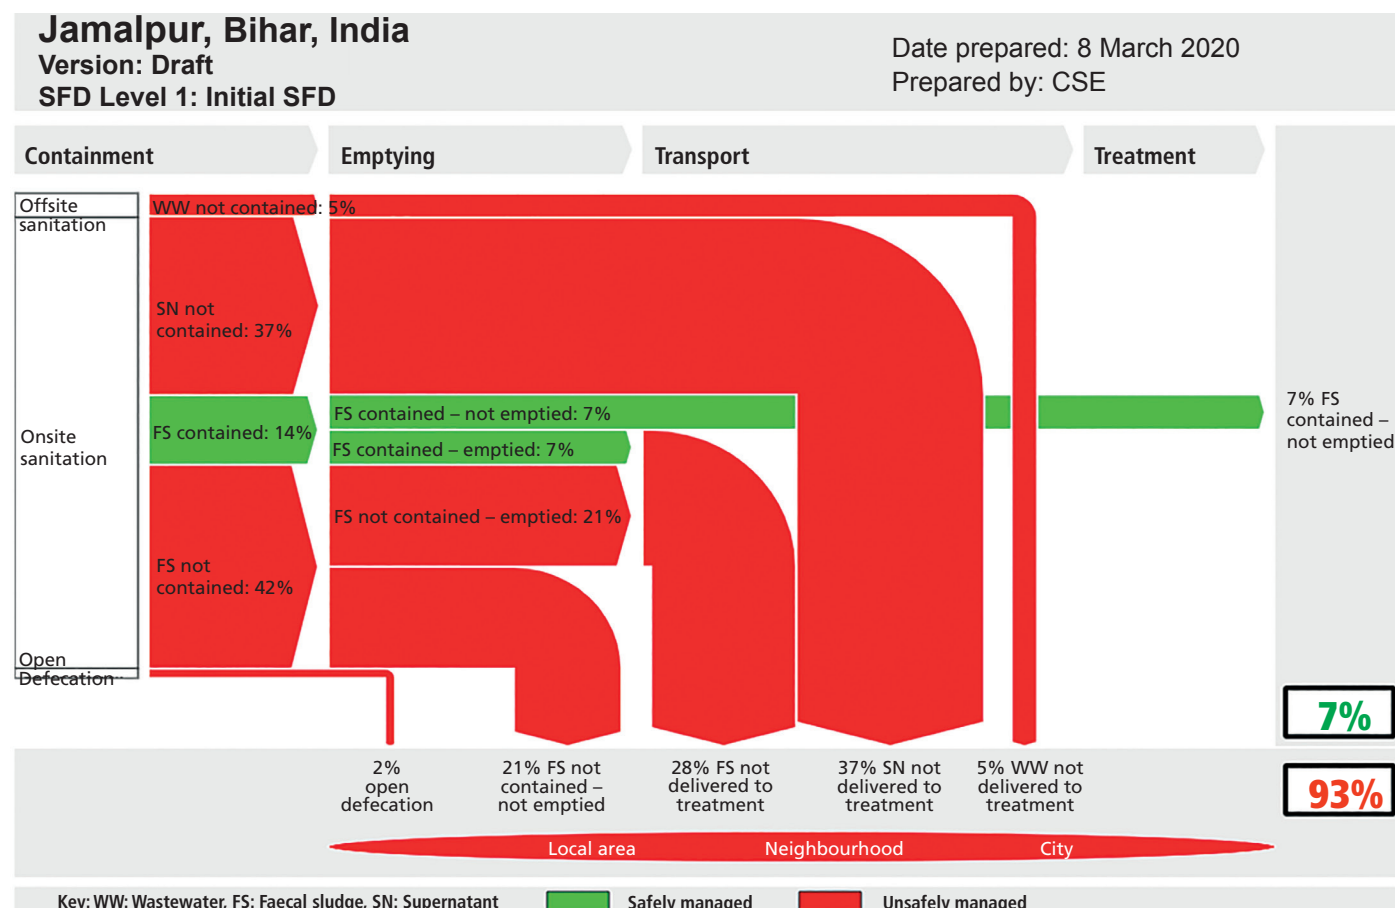 Jamalpur, Bihar, India
Version: Draft
SFD Level 1: Initial SFD
Date prepared: 8 March 2020
Prepared by: CSE
Containment
Emptying
Transport
Treatment
Offsite
sanitation
WW not contained: 5%
SN not
contained: 37%
FS contained: 14%
FS contained – not emptied: 7%
FS contained – emptied: 7%
FS not contained – emptied: 21%
Onsite
sanitation
FS not
contained: 42%
Open
Defecation
7% FS
contained –
not emptied
7%
93%
2%
open
defecation
21% FS not
contained –
not emptied
28% FS not
delivered to
treatment
37% SN not
delivered to
treatment
5% WW not
delivered to
treatment
Local area
Neighbourhood
City
Key: WW: Wastewater, FS: Faecal sludge, SN: Supernatant
Safely managed
Unsafely managed